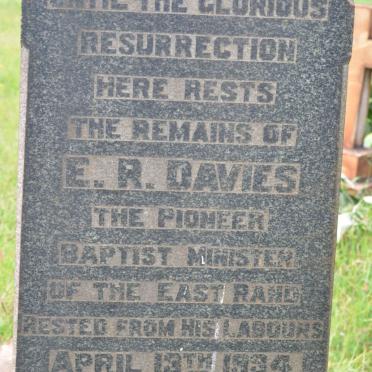 UNTIL THE GLORIOUS
RESURRECTION
HERE RESTS
THE REMAINS OF
E. R. DAVIES
THE PIONEER
BAPTIST MINISTER
OF THE EAST RAND
RESTED FROM HIS LABOURS
APRIL 13TH 1934